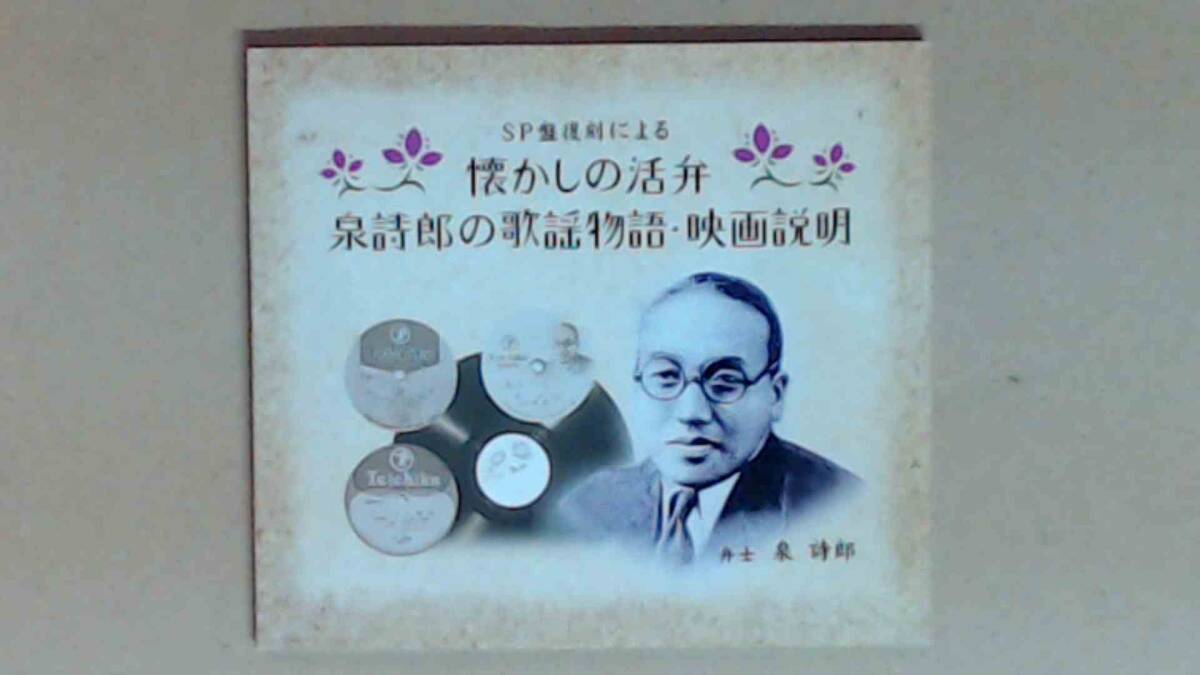 SP盤復刻による
懐かしの活弁
泉詩郎の歌謡物語・映画説明
Teichiku
弁士 泉 詩郎